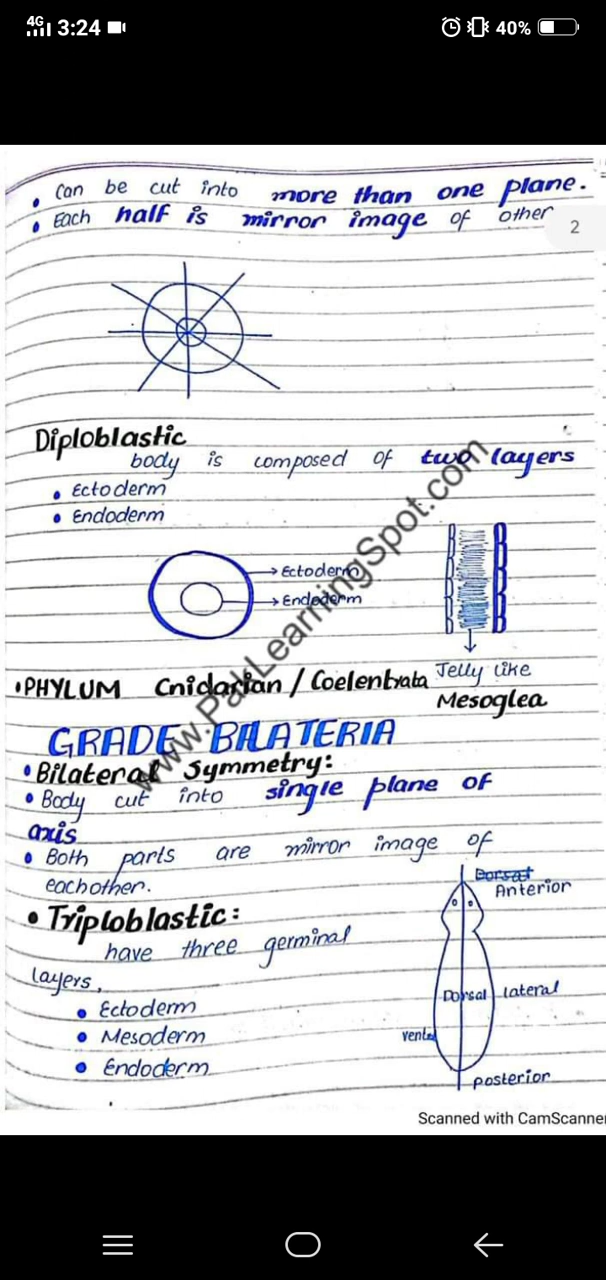 4G 3:24 40%
• Can be cut into more than one plane.
• Each half is mirror image of other
2
Diploblastic
body is composed of two layers
• Ectoderm
• Endoderm
→ Ectoderm
→ Endoderm
Jelly like
Mesoglea
• PHYLUM Cnidarian / Coelentrata
GRADE BILATERIA
• Bilateral Symmetry:
• Body cut into single plane of
axis
• Both parts are mirror image of
eachother.
Dorsat
Anterior
• Triploblastic:
have three germinal
layers,
• Ectoderm
• Mesoderm
• Endoderm
Dorsal lateral
posterior
www.PakLearningSpot.com
Scanned with CamScanner